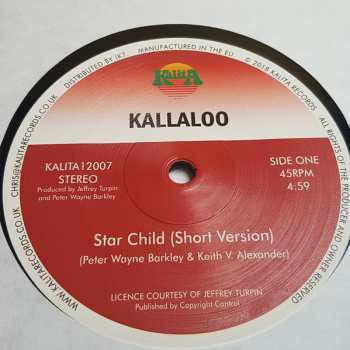 CHRIS@KALITARECORDS.CO.UK DISTRIBUTED BY !K7 MANUFACTURED IN THE EU © 2018 KALITA RECORDS
KALITA
KALLALOO
KALITA12007
STEREO
Produced by Jeffrey Turpin
and Peter Wayne Barkley
SIDE ONE
45RPM
4:59
Star Child (Short Version)
(Peter Wayne Barkley & Keith V. Alexander)
LICENCE COURTESY OF JEFFREY TURPIN
Published by Copyright Control
WWW.KALITARECORDS.CO.UK
ALL RIGHTS OF THE PRODUCER AND OWNER RESERVED